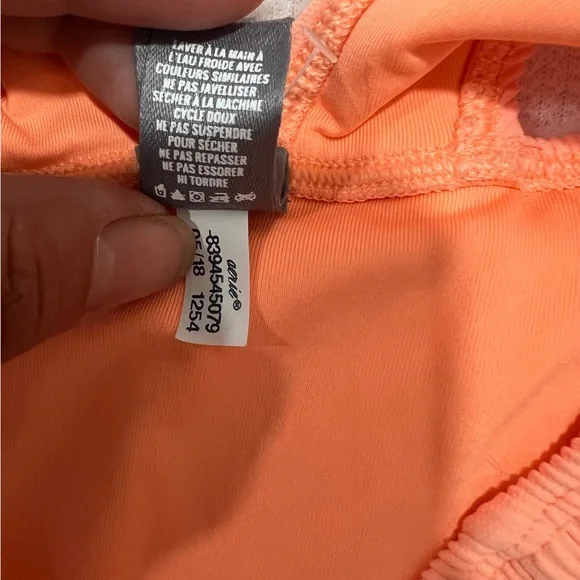 LAVER À LA MAIN À
L'EAU FROIDE AVEC
COULEURS SIMILAIRES
NE PAS JAVELLISER
SÉCHER À LA MACHINE
CYCLE DOUX
NE PAS SUSPENDRE
POUR SÉCHER
NE PAS REPASSER
NE PAS ESSORER
NI TORDRE
aerie®
-8394545079
05/18 1254